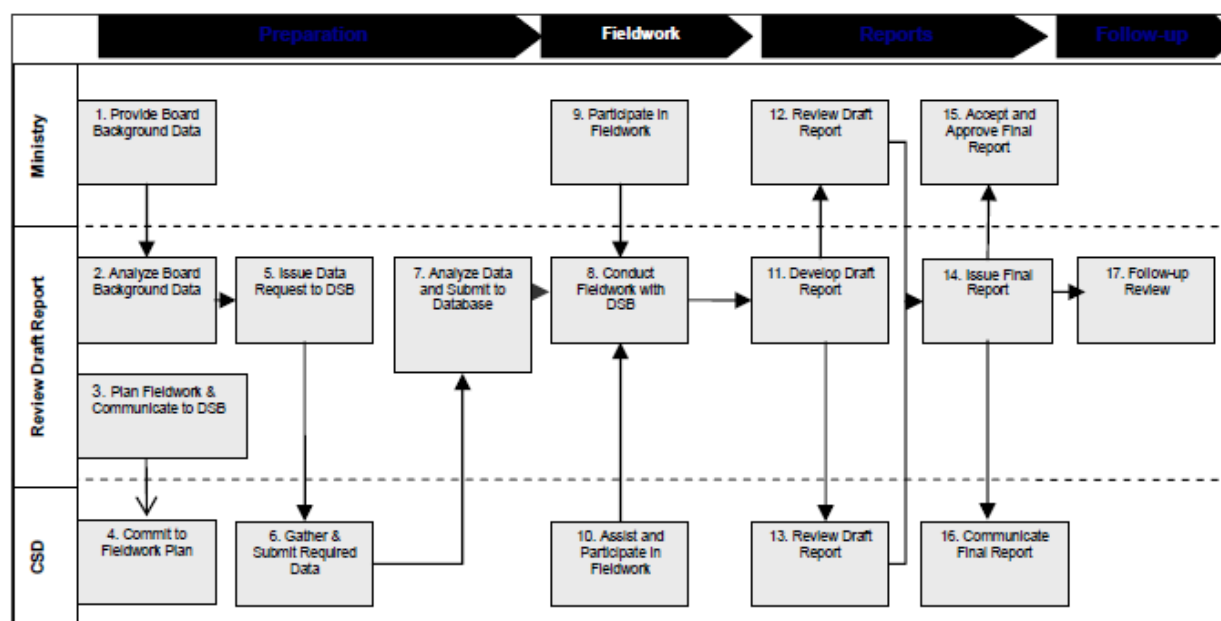 Preparation
Fieldwork
Reports
Follow-up
Ministry
1. Provide Board
Background Data
9. Participate in
Fieldwork
12. Review Draft
Report
15. Accept and
Approve Final
Report
Review Draft Report
2. Analyze Board
Background Data
5. Issue Data
Request to DSB
7. Analyze Data
and Submit to
Database
8. Conduct
Fieldwork with
DSB
11. Develop Draft
Report
14. Issue Final
Report
17. Follow-up
Review
3. Plan Fieldwork &
Communicate to DSB
CSD
4. Commit to
Fieldwork Plan
6. Gather &
Submit Required
Data
10. Assist and
Participate in
Fieldwork
13. Review Draft
Report
16. Communicate
Final Report